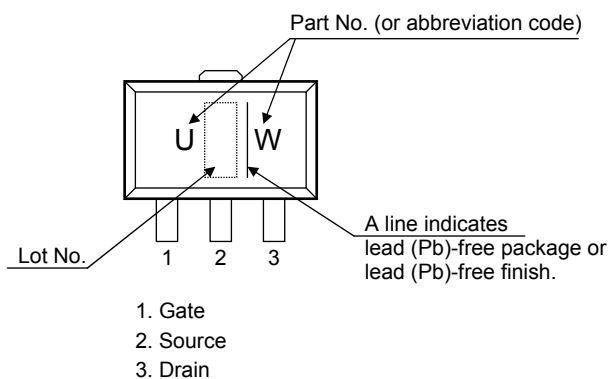 Part No. (or abbreviation code)
U W
Lot No.
1 2 3
A line indicates
lead (Pb)-free package or
lead (Pb)-free finish.
1. Gate
2. Source
3. Drain